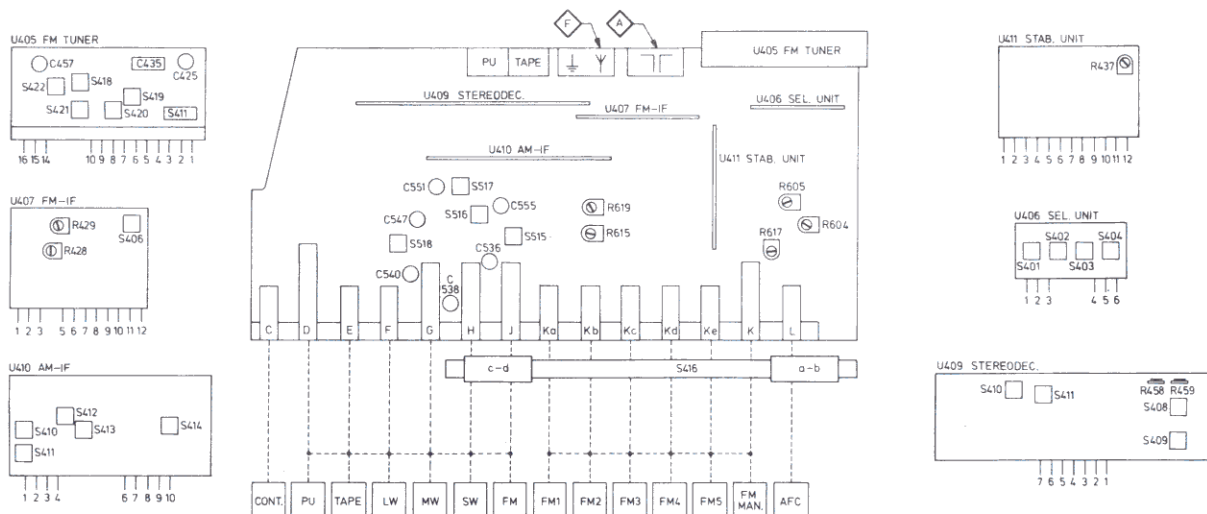 U405 FM TUNER
C457
C435
C425
S422
S418
S421
S419
S420
S411
16 15 14 10 9 8 7 6 5 4 3 2 1
U407 FM-IF
R429
R428
S406
1 2 3 5 6 7 8 9 10 11 12
U410 AM-IF
S412
S410
S413
S414
S411
1 2 3 4 6 7 8 9 10
F
A
PU TAPE
U405 FM TUNER
U409 STEREODEC.
U407 FM-IF
U406 SEL. UNIT
U410 AM-IF
U411 STAB. UNIT
C551
S517
C547
S516
C555
S518
S515
C540
C536
C
538
R619
R615
R605
R604
R617
C D E F G H J Ka Kb Kc Kd Ke K L
c-d
S416
a-b
CONT. PU TAPE LW MW SW FM FM1 FM2 FM3 FM4 FM5 FM MAN. AFC
U411 STAB. UNIT
R437
1 2 3 4 5 6 7 8 9 10 11 12
U406 SEL. UNIT
S402
S404
S401
S403
1 2 3 4 5 6
U409 STEREODEC.
S410
S411
R458 R459
S408
S409
7 6 5 4 3 2 1